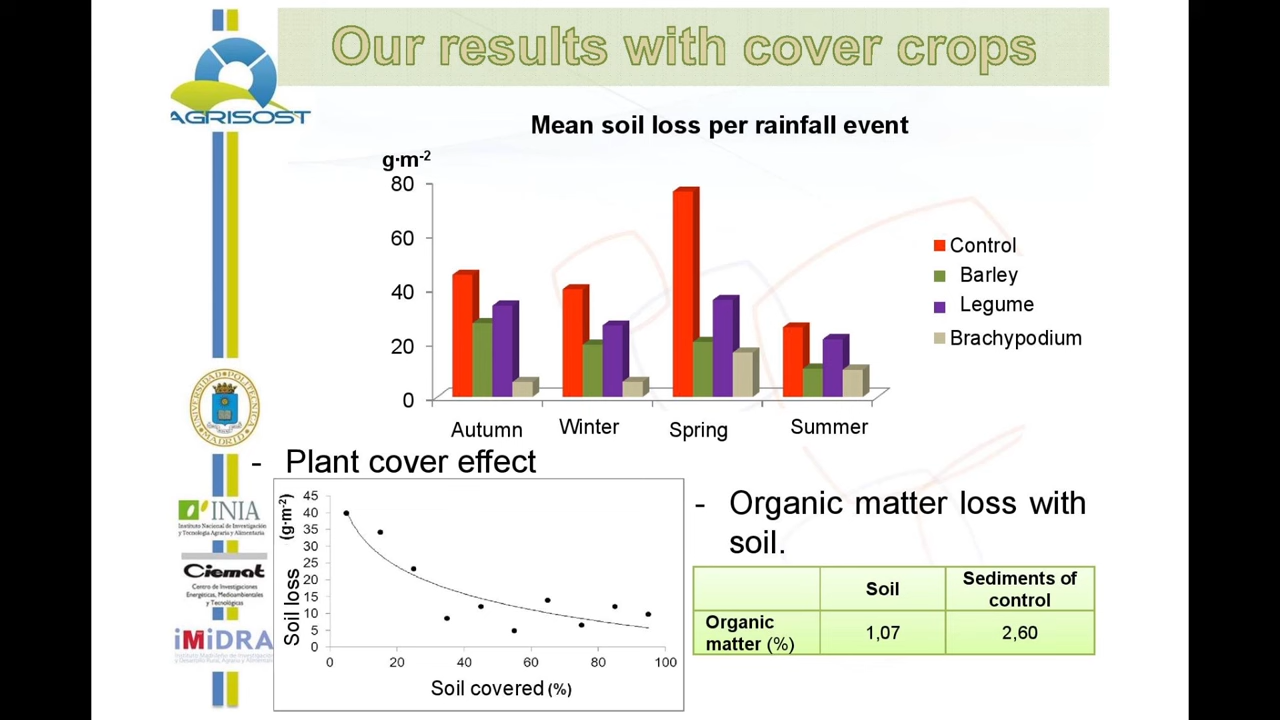 Our results with cover crops
AGRISOST
Mean soil loss per rainfall event
g·m-2
80
60
40
20
0
Control
Barley
Legume
Brachypodium
Autumn
Winter
Spring
Summer
- Plant cover effect
Soil loss (g·m-2)
45
40
35
30
25
20
15
10
5
0
0 20 40 60 80 100
Soil covered (%)
- Organic matter loss with
soil.
Soil
Sediments of
control
Organic
matter (%)
1,07
2,60
UNIVERSIDAD POLITÉCNICA
MADRID
INIA
Instituto Nacional de Investigación
y Tecnología Agraria y Alimentaria
Ciemat
Centro de Investigaciones
Energéticas, Medioambientales
y Tecnológicas
iMiDRA